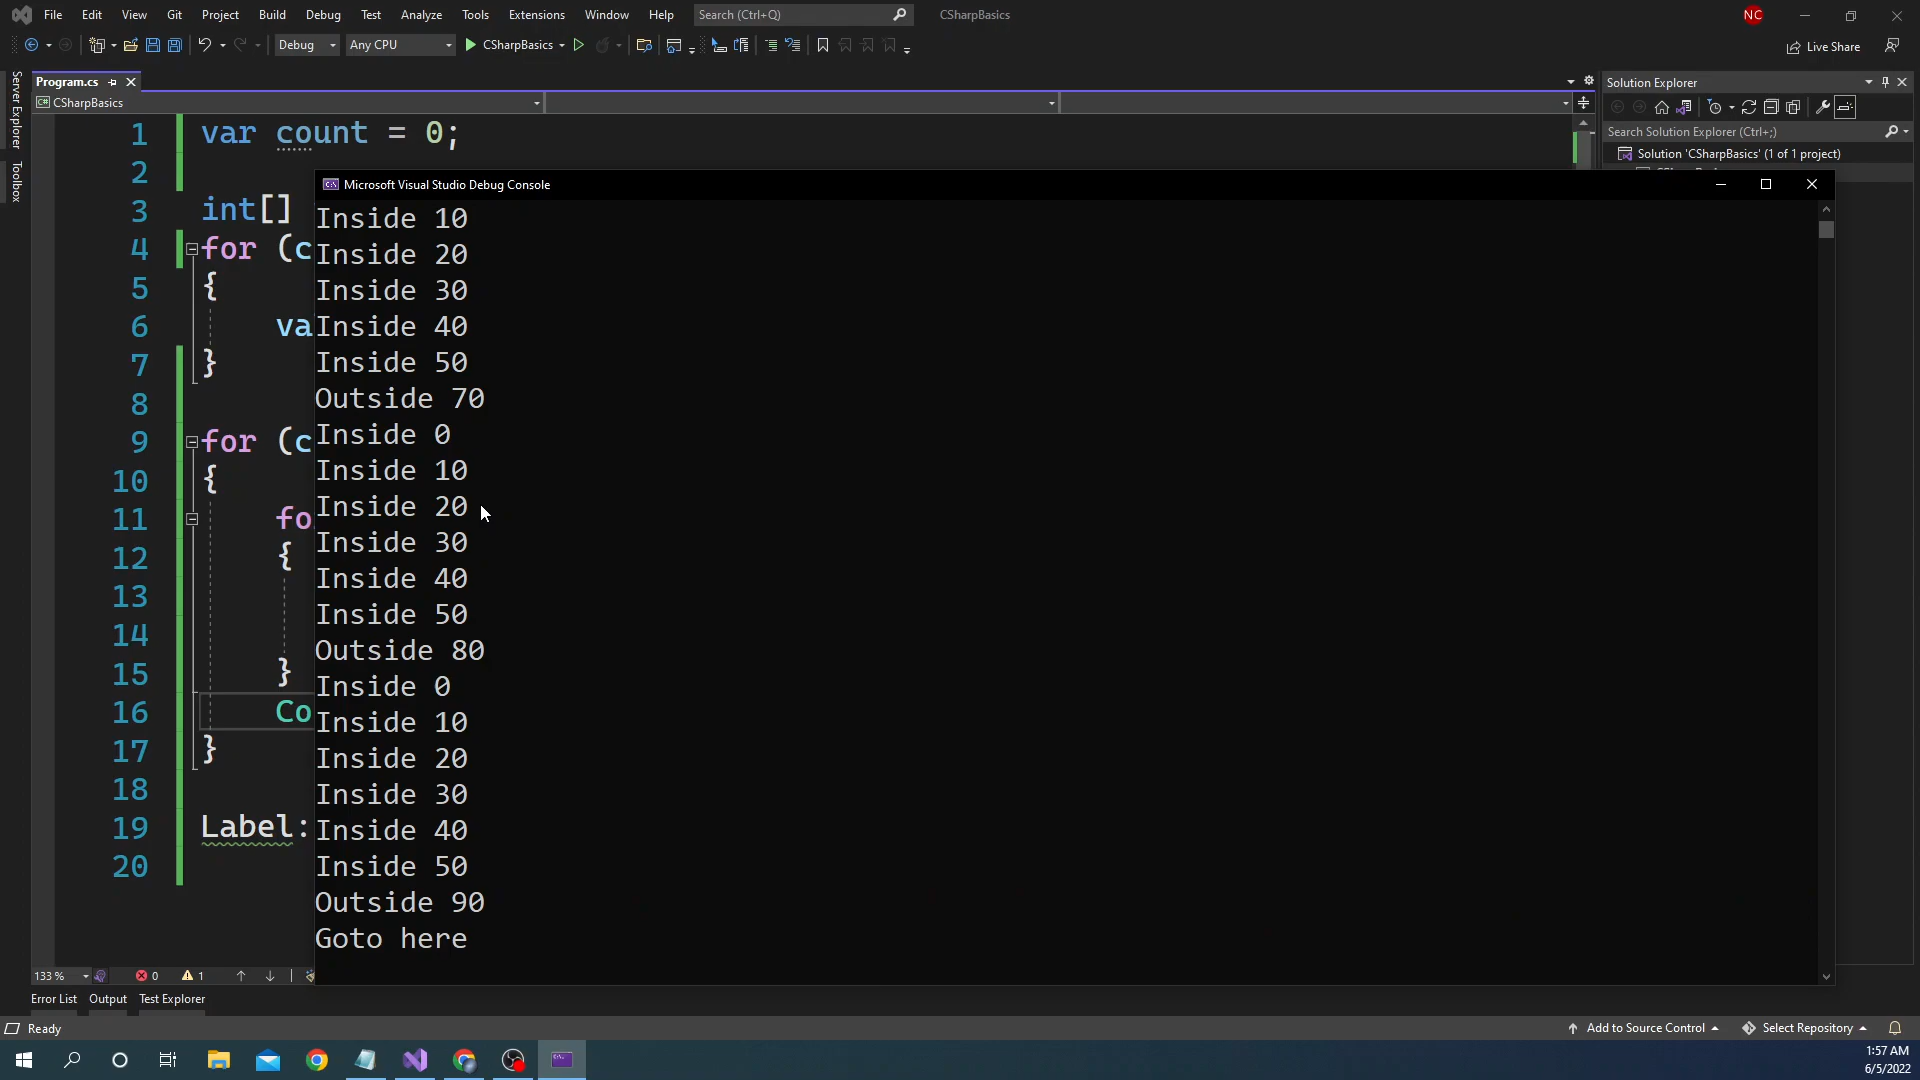 File Edit View Git Project Build Debug Test Analyze Tools Extensions Window Help Search (Ctrl+Q) CSharpBasics NC
Debug Any CPU CSharpBasics Live Share
Server Explorer
Toolbox
Program.cs
C# CSharpBasics
1 var count = 0;
2
3 int[]
4 for (c
5 {
6 va
7 }
8
9 for (c
10 {
11 fo
12 {
13
14
15 }
16 Co
17 }
18
19 Label:
20
Microsoft Visual Studio Debug Console
Inside 10
Inside 20
Inside 30
Inside 40
Inside 50
Outside 70
Inside 0
Inside 10
Inside 20
Inside 30
Inside 40
Inside 50
Outside 80
Inside 0
Inside 10
Inside 20
Inside 30
Inside 40
Inside 50
Outside 90
Goto here
Solution Explorer
Search Solution Explorer (Ctrl+;)
Solution 'CSharpBasics' (1 of 1 project)
133 % 0 1
Error List Output Test Explorer
Ready Add to Source Control Select Repository
1:57 AM
6/5/2022